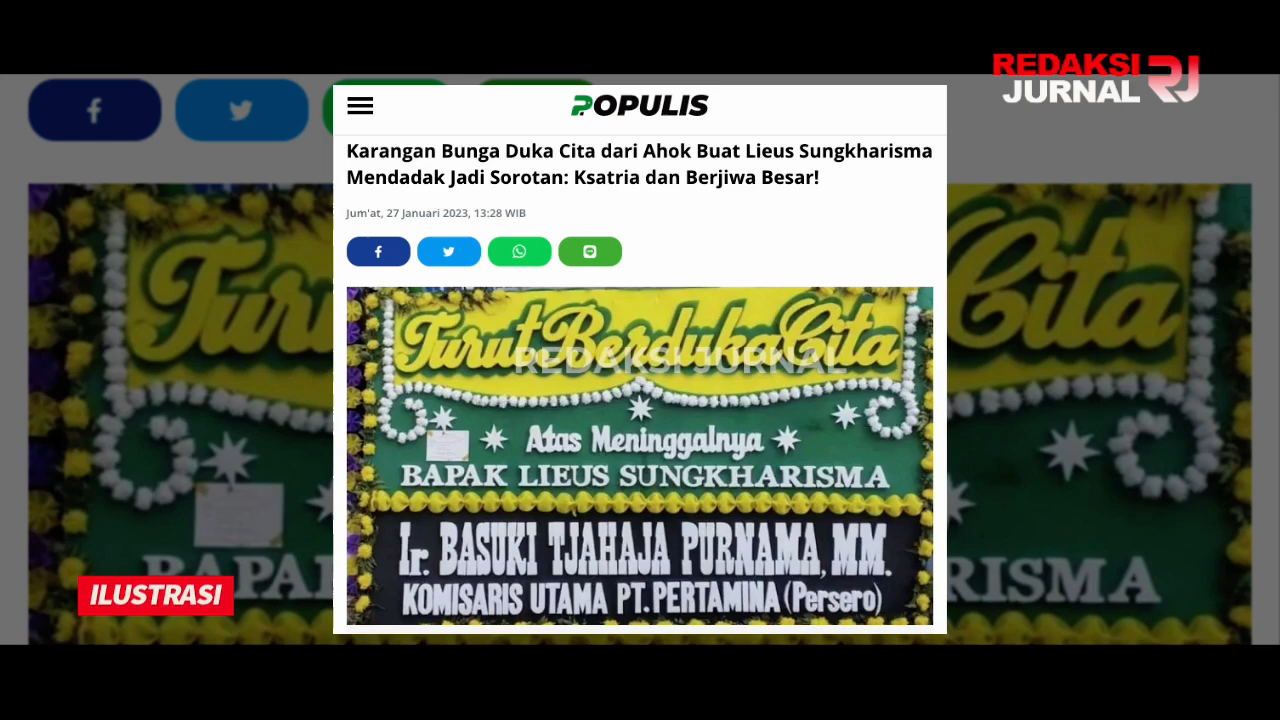 REDAKSI
JURNAL RJ
POPULIS
Karangan Bunga Duka Cita dari Ahok Buat Lieus Sungkharisma
Mendadak Jadi Sorotan: Ksatria dan Berjiwa Besar!
Jum'at, 27 Januari 2023, 13:28 WIB
Turut Berduka Cita
REDAKSI JURNAL
Atas Meninggalnya
BAPAK LIEUS SUNGKHARISMA
Ir. BASUKI TJAHAJA PURNAMA, MM.
KOMISARIS UTAMA PT. PERTAMINA (Persero)
ILUSTRASI